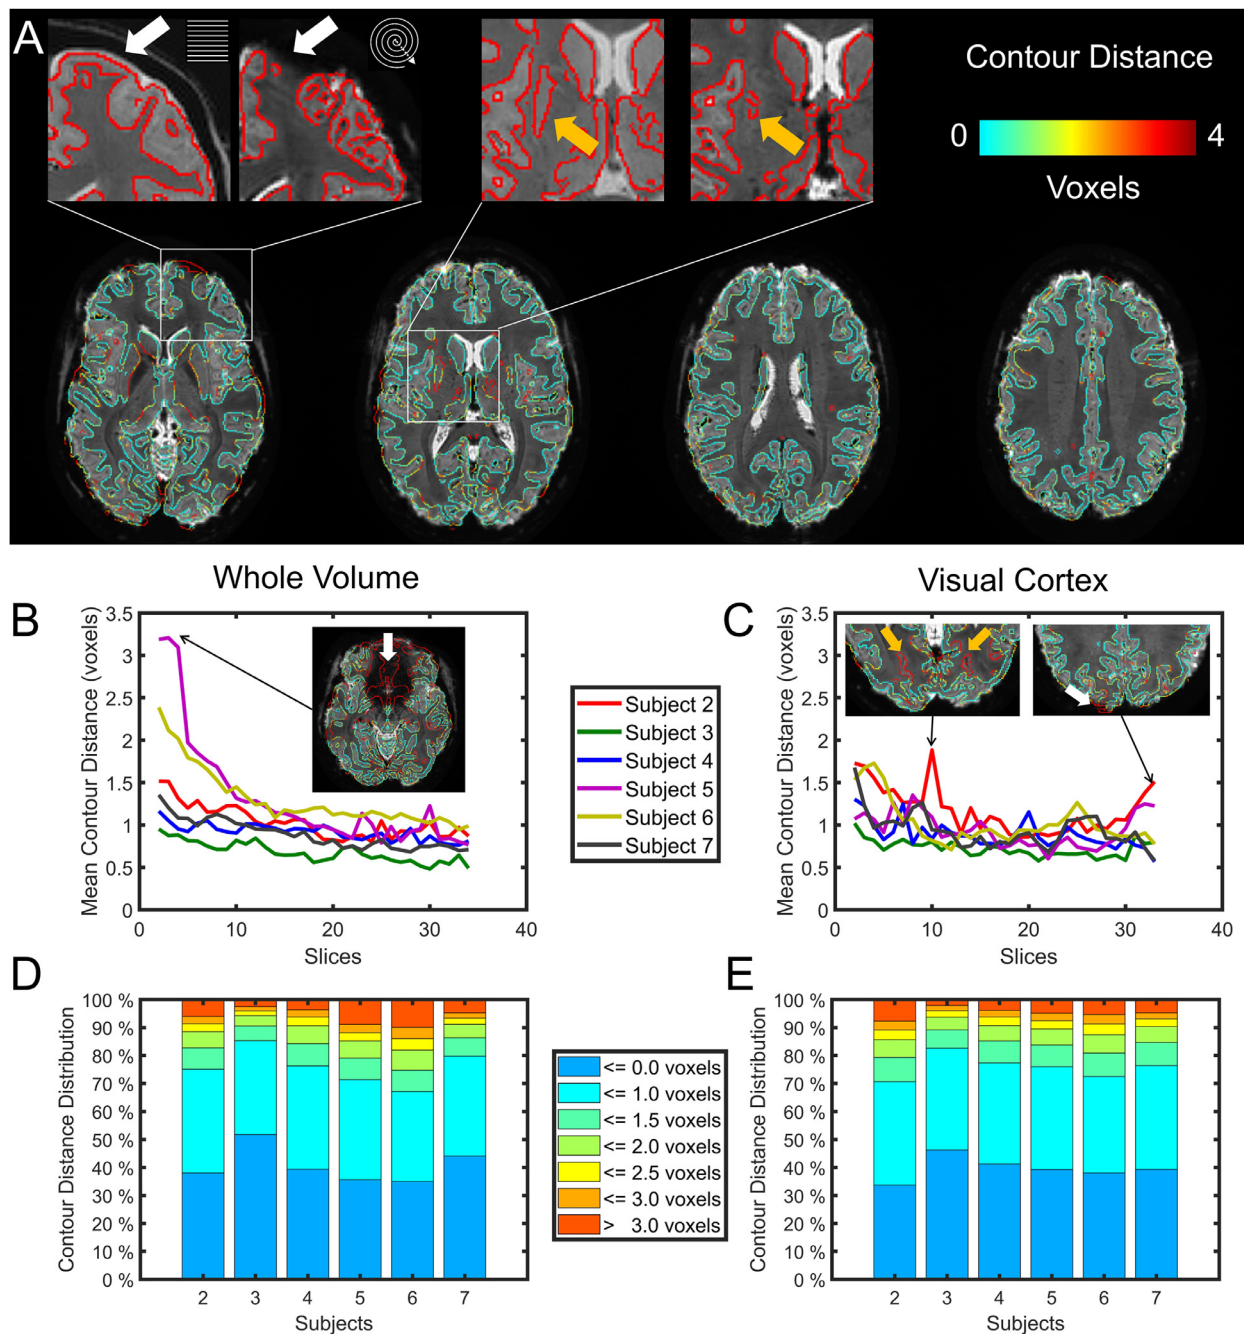 A
Contour Distance
0
4
Voxels
Whole Volume
Visual Cortex
B
Mean Contour Distance (voxels)
3.5
3
2.5
2
1.5
1
0.5
0
0
10
20
30
40
Slices
Subject 2
Subject 3
Subject 4
Subject 5
Subject 6
Subject 7
C
Mean Contour Distance (voxels)
3.5
3
2.5
2
1.5
1
0.5
0
0
10
20
30
40
Slices
D
Contour Distance Distribution
100 %
90 %
80 %
70 %
60 %
50 %
40 %
30 %
20 %
10 %
0 %
2
3
4
5
6
7
Subjects
<= 0.0 voxels
<= 1.0 voxels
<= 1.5 voxels
<= 2.0 voxels
<= 2.5 voxels
<= 3.0 voxels
> 3.0 voxels
E
Contour Distance Distribution
100 %
90 %
80 %
70 %
60 %
50 %
40 %
30 %
20 %
10 %
0 %
2
3
4
5
6
7
Subjects